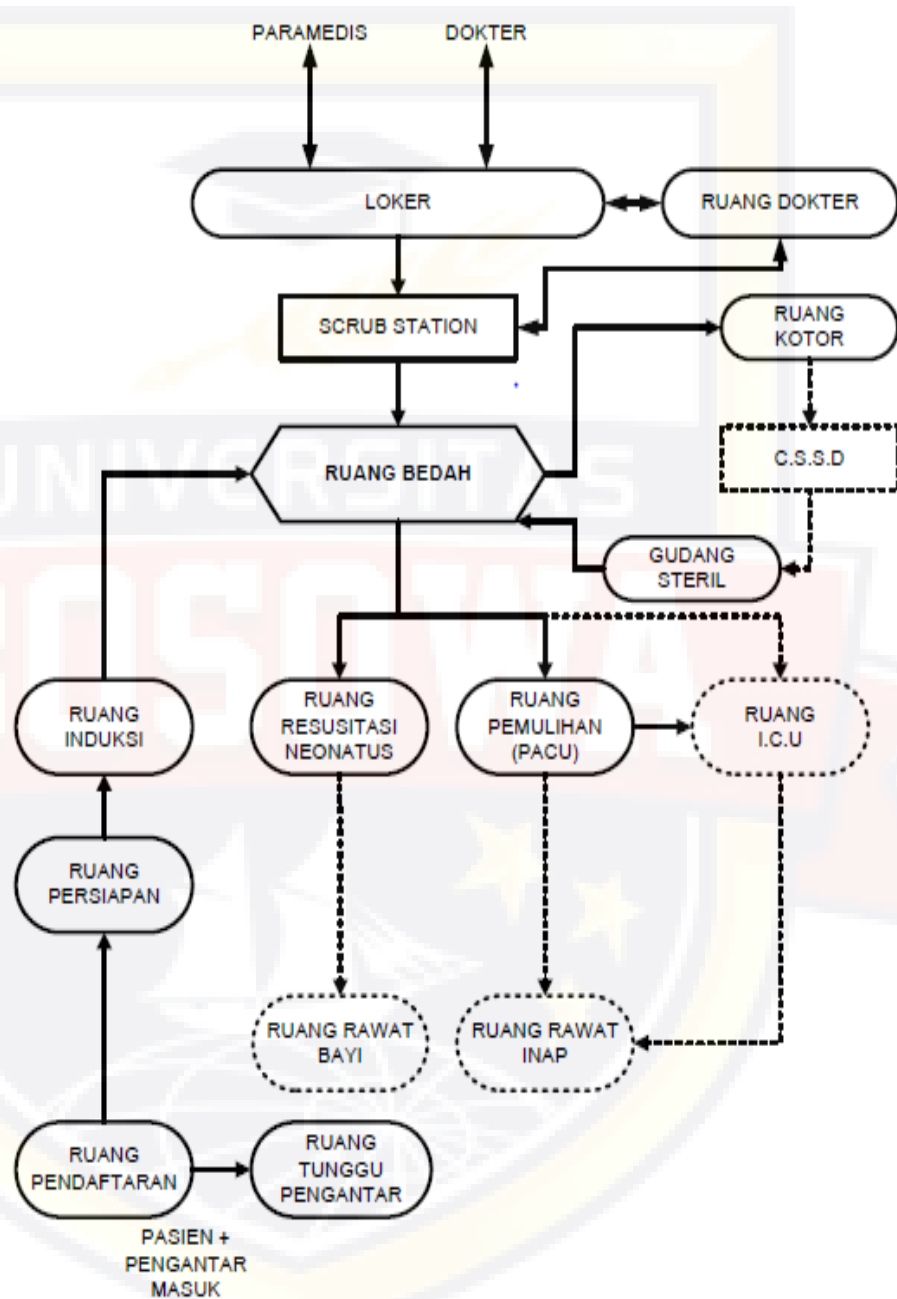 PARAMEDIS
DOKTER
LOKER
RUANG DOKTER
SCRUB STATION
RUANG
KOTOR
UNIVERSITAS
RUANG BEDAH
C.S.S.D
GUDANG
STERIL
BOSOWA
RUANG
INDUKSI
RUANG
RESUSITASI
NEONATUS
RUANG
PEMULIHAN
(PACU)
RUANG
I.C.U
RUANG
PERSIAPAN
RUANG RAWAT
BAYI
RUANG RAWAT
INAP
RUANG
PENDAFTARAN
RUANG
TUNGGU
PENGANTAR
PASIEN +
PENGANTAR
MASUK